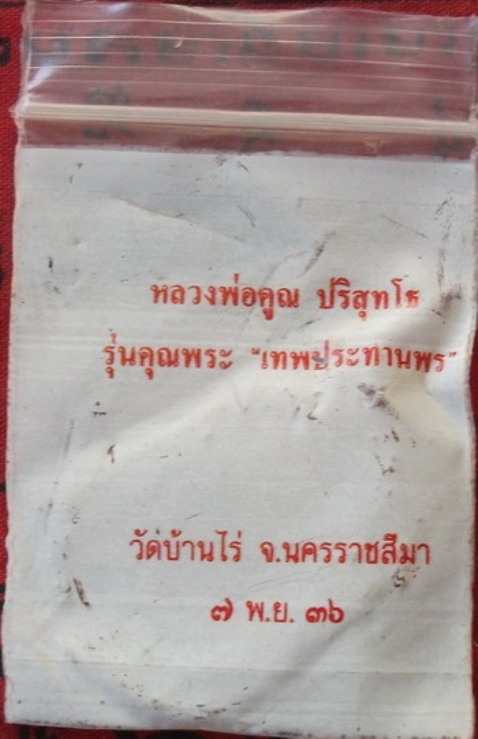 หลวงพ่อคูณ ปริสุทโธ
รุ่นคุณพระ "เทพประทานพร"
วัดบ้านไร่ จ.นครราชสีมา
๗ พ.ย. ๓๖